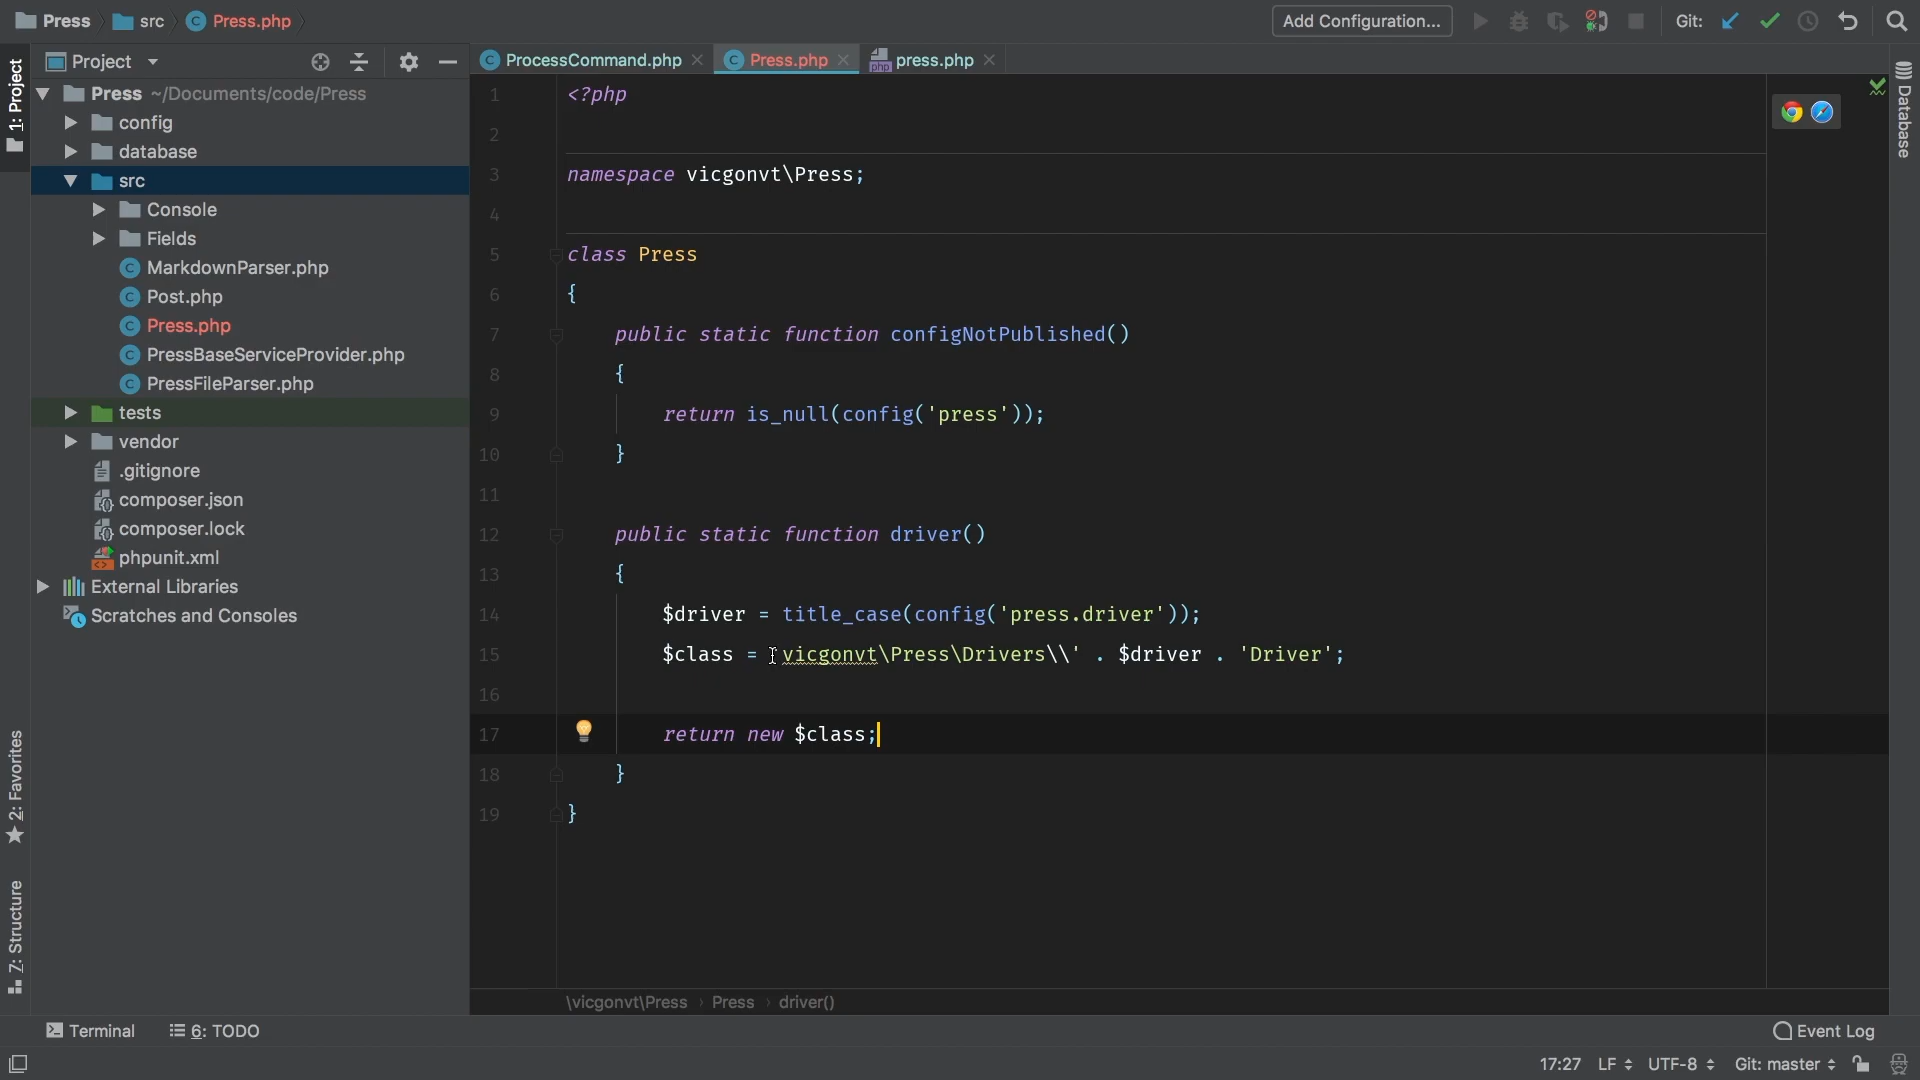 Press src Press.php Add Configuration... Git:
1: Project
Project
ProcessCommand.php Press.php press.php
Press ~/Documents/code/Press
config
database
src
Console
Fields
MarkdownParser.php
Post.php
Press.php
PressBaseServiceProvider.php
PressFileParser.php
tests
vendor
.gitignore
composer.json
composer.lock
phpunit.xml
External Libraries
Scratches and Consoles
2: Favorites
Z: Structure
1 <?php
2
3 namespace vicgonvt\Press;
4
5 class Press
6 {
7 public static function configNotPublished()
8 {
9 return is_null(config('press'));
10 }
11
12 public static function driver()
13 {
14 $driver = title_case(config('press.driver'));
15 $class = 'vicgonvt\Press\Drivers\\' . $driver . 'Driver';
16
17 return new $class;
18 }
19 }
Database
\vicgonvt\Press › Press › driver()
Terminal 6: TODO Event Log
17:27 LF UTF-8 Git: master